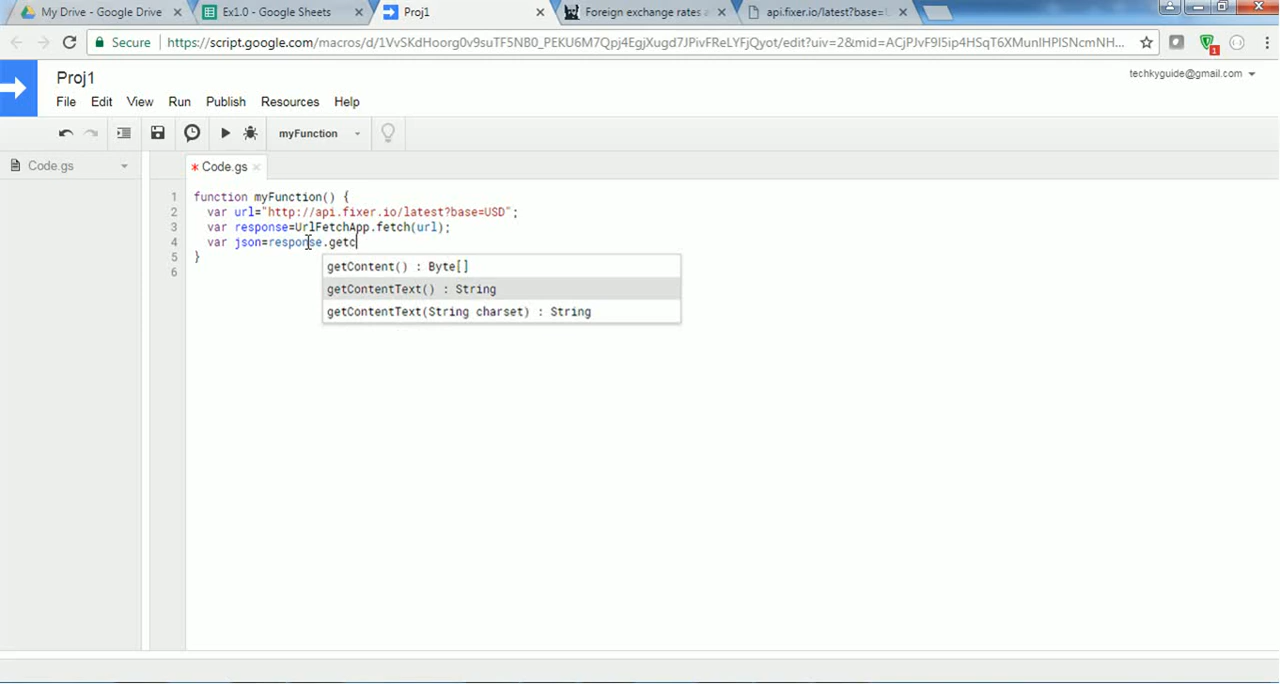 My Drive - Google Drive
Ex1.0 - Google Sheets
Proj1
Foreign exchange rates a
api.fixer.io/latest?base=
Secure
https://script.google.com/macros/d/1VvSKdHoorg0v9suTF5NB0_PEKU6M7Qpj4EgjXugd7JPivFReLYFjQyot/edit?uiv=2&mid=ACjPJvF9I5ip4HSqT6XMunIHPlSNcmNH...
1
Proj1
techkyguide@gmail.com
File Edit View Run Publish Resources Help
myFunction
Code.gs
* Code.gs
1 function myFunction() {
2 var url="http://api.fixer.io/latest?base=USD";
3 var response=UrlFetchApp.fetch(url);
4 var json=response.getc
5 }
6
getContent() : Byte[]
getContentText() : String
getContentText(String charset) : String